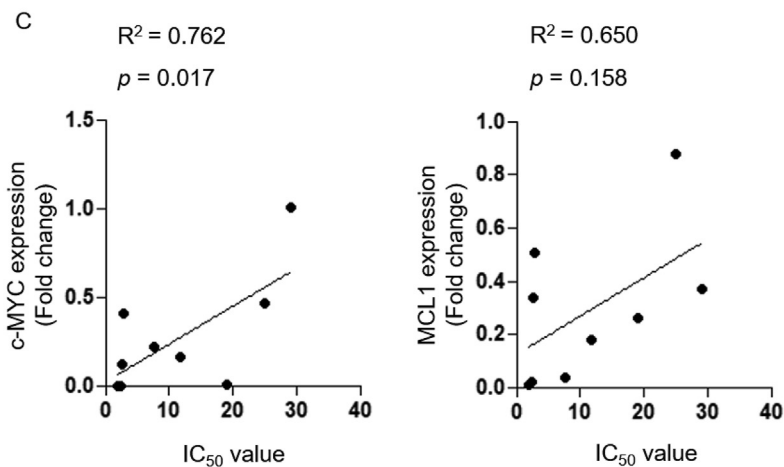 C
R² = 0.762
p = 0.017
c-MYC expression
(Fold change)
1.5
1.0
0.5
0.0
0 10 20 30 40
IC₅₀ value
R² = 0.650
p = 0.158
MCL1 expression
(Fold change)
1.0
0.8
0.6
0.4
0.2
0.0
0 10 20 30 40
IC₅₀ value